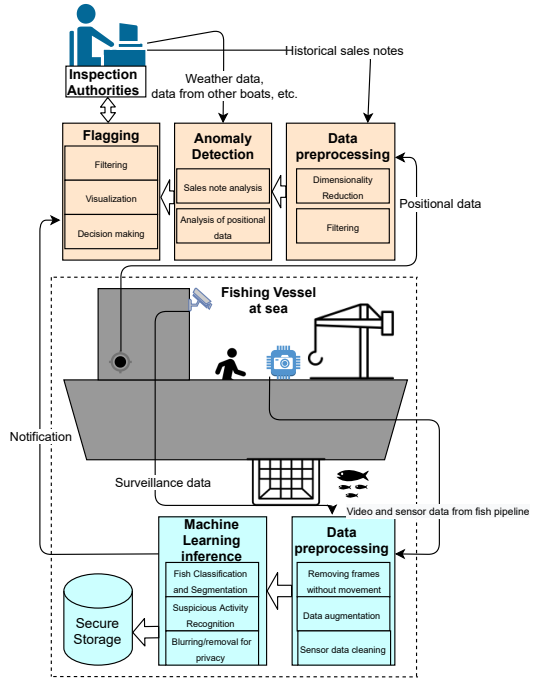 Historical sales notes
Inspection
Authorities
Weather data,
data from other boats, etc.
Flagging
Filtering
Visualization
Decision making
Anomaly
Detection
Sales note analysis
Analysis of positional
data
Data
preprocessing
Dimensionality
Reduction
Filtering
Positional data
Fishing Vessel
at sea
Notification
Surveillance data
Video and sensor data from fish pipeline
Machine
Learning
inference
Fish Classification
and Segmentation
Suspicious Activity
Recognition
Blurring/removal for
privacy
Data
preprocessing
Removing frames
without movement
Data augmentation
Sensor data cleaning
Secure
Storage